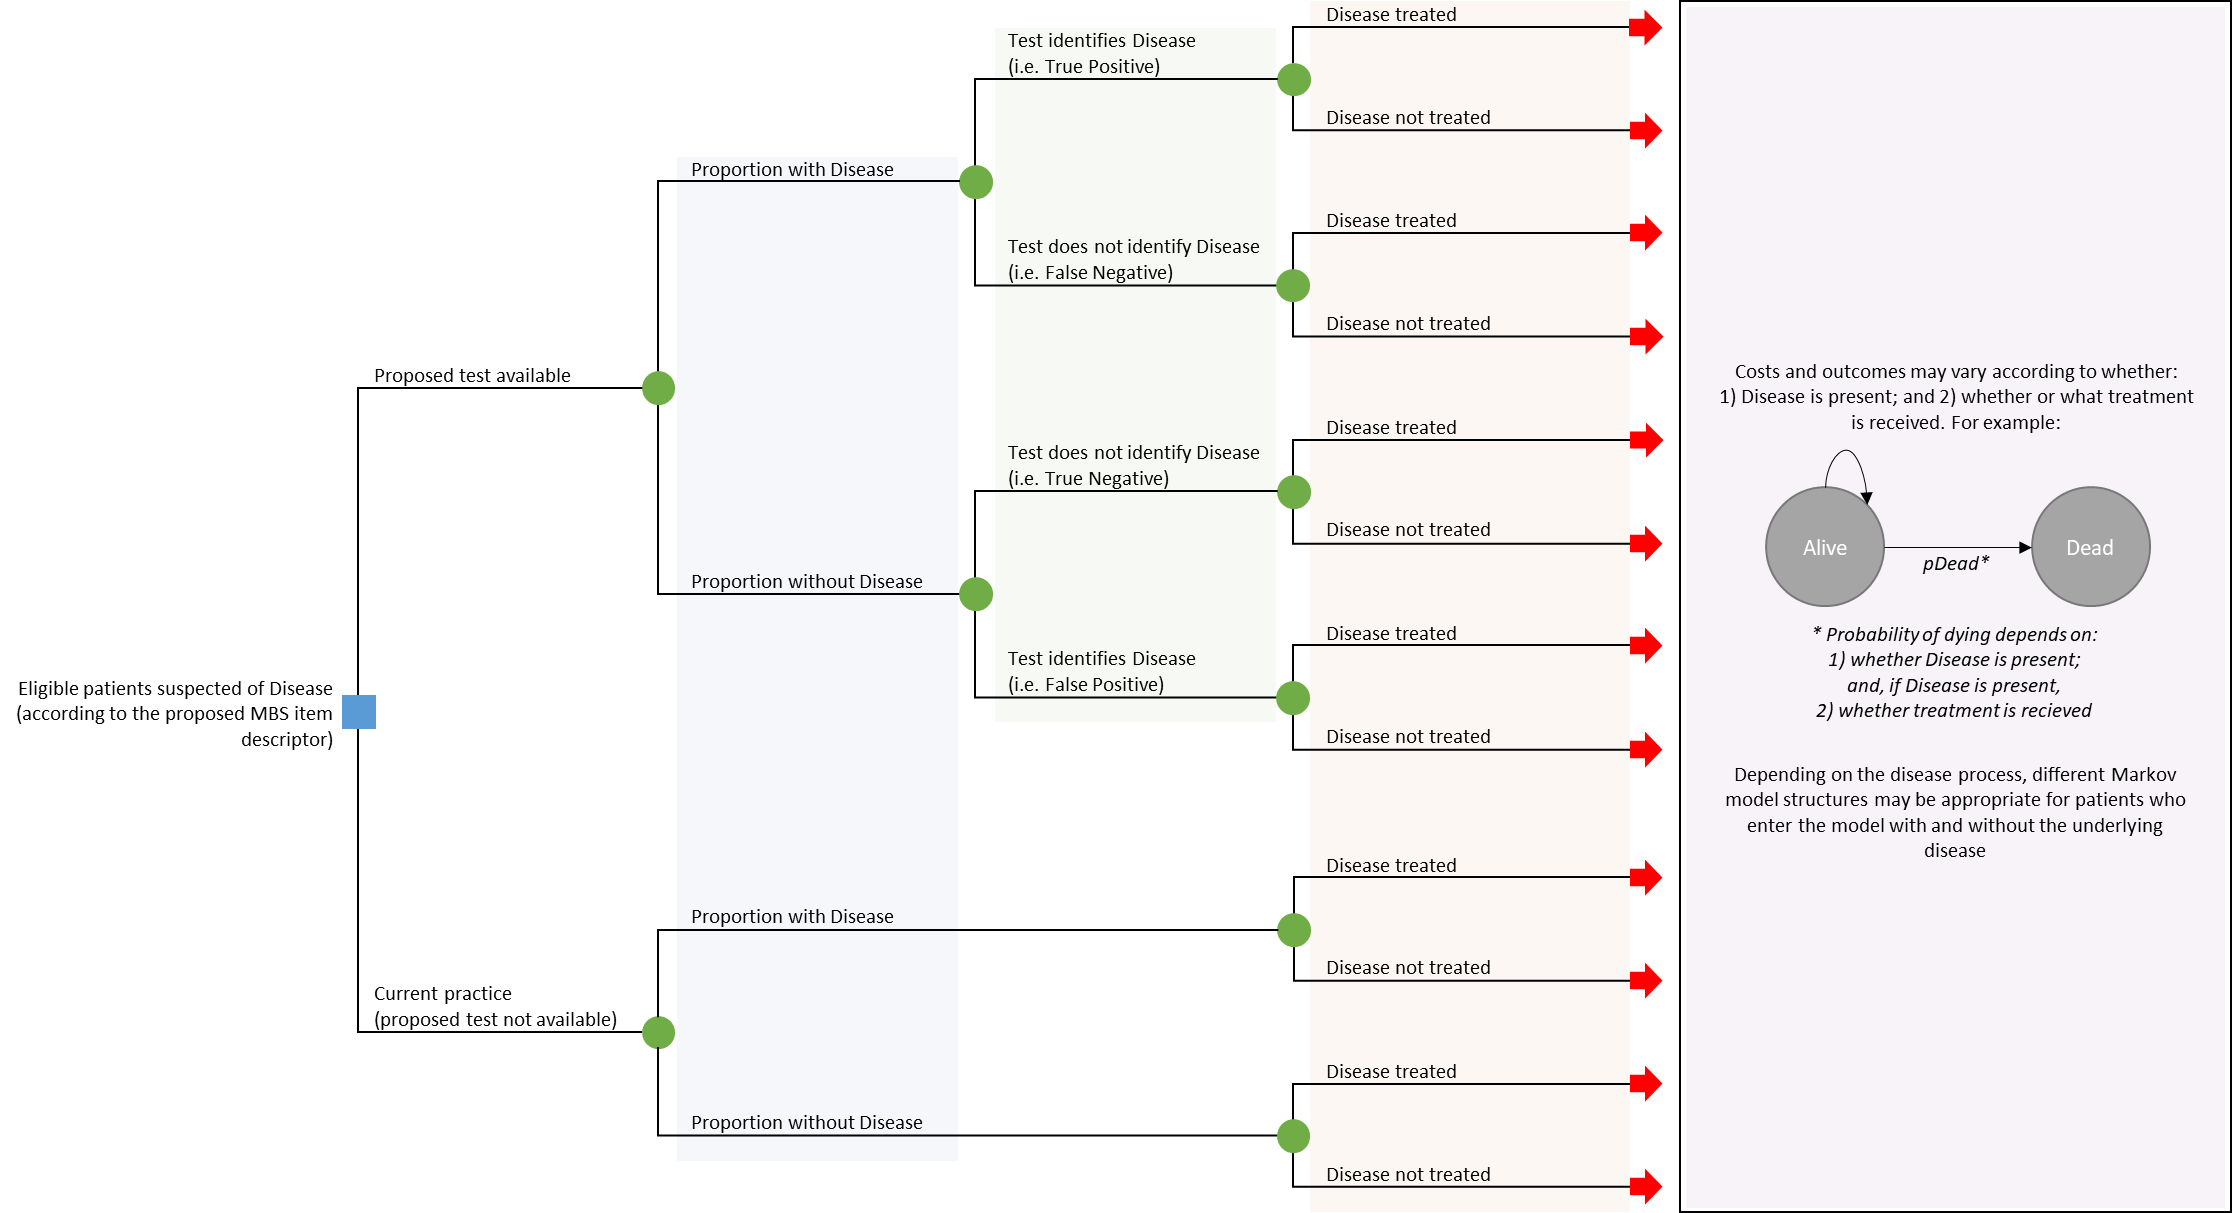 Disease treated
Test identifies Disease
(i.e. True Positive)
Disease not treated
Proportion with Disease
Disease treated
Test does not identify Disease
(i.e. False Negative)
Disease not treated
Proposed test available
Disease treated
Test does not identify Disease
(i.e. True Negative)
Disease not treated
Proportion without Disease
Disease treated
Test identifies Disease
(i.e. False Positive)
Disease not treated
Eligible patients suspected of Disease
(according to the proposed MBS item
descriptor)
Disease treated
Proportion with Disease
Disease not treated
Current practice
(proposed test not available)
Disease treated
Proportion without Disease
Disease not treated
Costs and outcomes may vary according to whether:
1) Disease is present; and 2) whether or what treatment
is received. For example:
Alive
Dead
pDead*
* Probability of dying depends on:
1) whether Disease is present;
and, if Disease is present,
2) whether treatment is recieved
Depending on the disease process, different Markov
model structures may be appropriate for patients who
enter the model with and without the underlying
disease